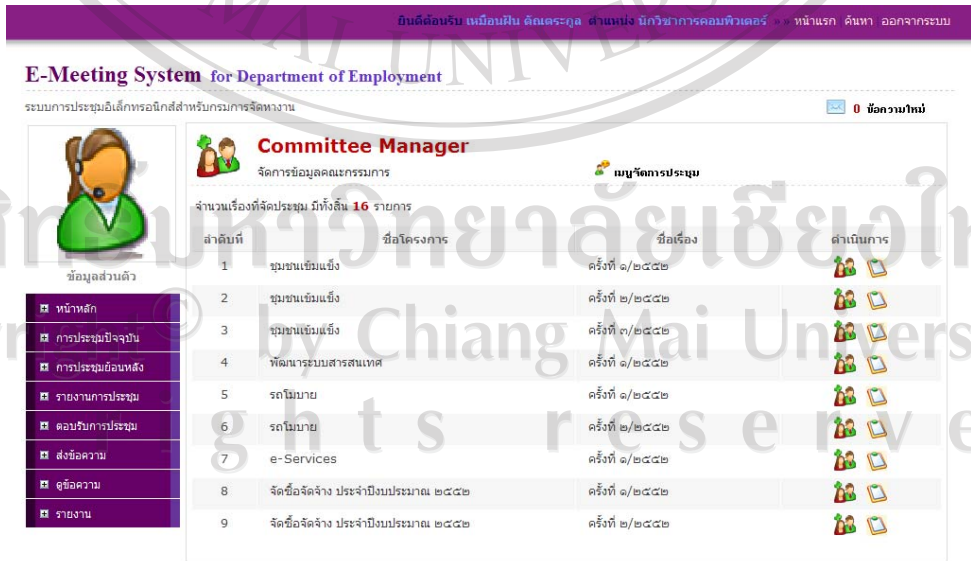 ยินดีต้อนรับ เหมือนฝัน คัณตระกูล ตำแหน่ง นักวิชาการคอมพิวเตอร์ » » หน้าแรก | ค้นหา | ออกจากระบบ
E-Meeting System for Department of Employment
ระบบการประชุมอิเล็กทรอนิกส์สำหรับกรมการจัดหางาน
0 ข้อความใหม่
Committee Manager
จัดการข้อมูลคณะกรรมการ
เมนูจัดการประชุม
จำนวนเรื่องที่จัดประชุม มีทั้งสิ้น 16 รายการ
ลำดับที่ ชื่อโครงการ ชื่อเรื่อง ดำเนินการ
1 ชุมชนเข้มแข็ง ครั้งที่ ๑/๒๕๕๒
2 ชุมชนเข้มแข็ง ครั้งที่ ๒/๒๕๕๒
3 ชุมชนเข้มแข็ง ครั้งที่ ๓/๒๕๕๒
4 พัฒนาระบบสารสนเทศ ครั้งที่ ๑/๒๕๕๒
5 รถโมบาย ครั้งที่ ๑/๒๕๕๒
6 รถโมบาย ครั้งที่ ๒/๒๕๕๒
7 e-Services ครั้งที่ ๑/๒๕๕๒
8 จัดซื้อจัดจ้าง ประจำปีงบประมาณ ๒๕๕๒ ครั้งที่ ๑/๒๕๕๒
9 จัดซื้อจัดจ้าง ประจำปีงบประมาณ ๒๕๕๒ ครั้งที่ ๒/๒๕๕๒
ข้อมูลส่วนตัว
หน้าหลัก
การประชุมปัจจุบัน
การประชุมย้อนหลัง
รายงานการประชุม
ตอบรับการประชุม
ส่งข้อความ
ดูข้อความ
รายงาน
MAI UNIVE
by Chiang Mai Univers
rights reserve